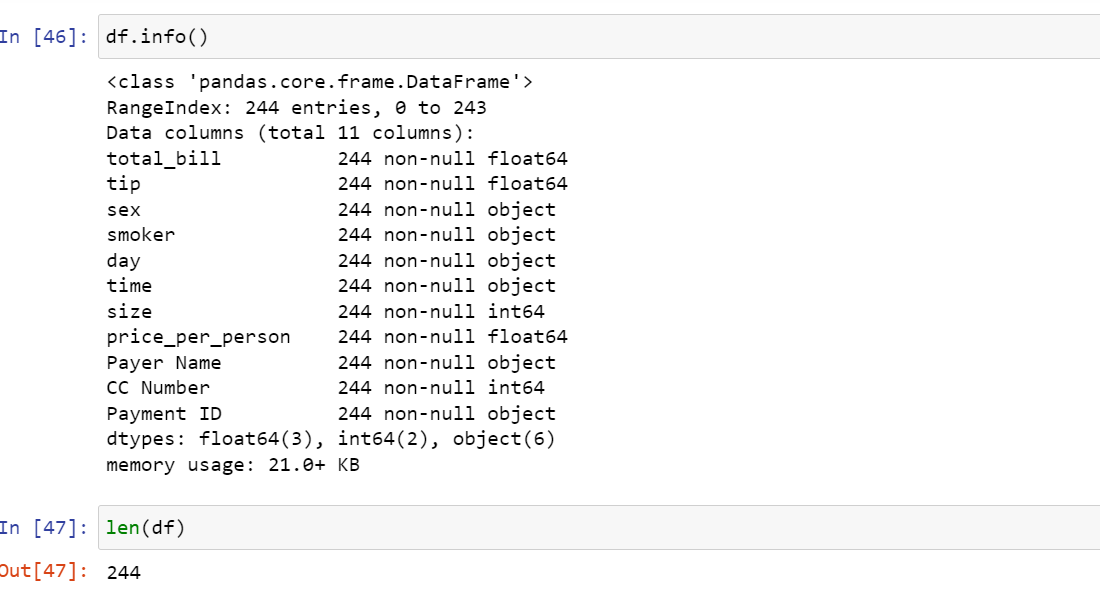 In [46]: df.info()
<class 'pandas.core.frame.DataFrame'>
RangeIndex: 244 entries, 0 to 243
Data columns (total 11 columns):
total_bill          244 non-null float64
tip                 244 non-null float64
sex                 244 non-null object
smoker              244 non-null object
day                 244 non-null object
time                244 non-null object
size                244 non-null int64
price_per_person    244 non-null float64
Payer Name          244 non-null object
CC Number           244 non-null int64
Payment ID          244 non-null object
dtypes: float64(3), int64(2), object(6)
memory usage: 21.0+ KB
In [47]: len(df)
Out[47]: 244